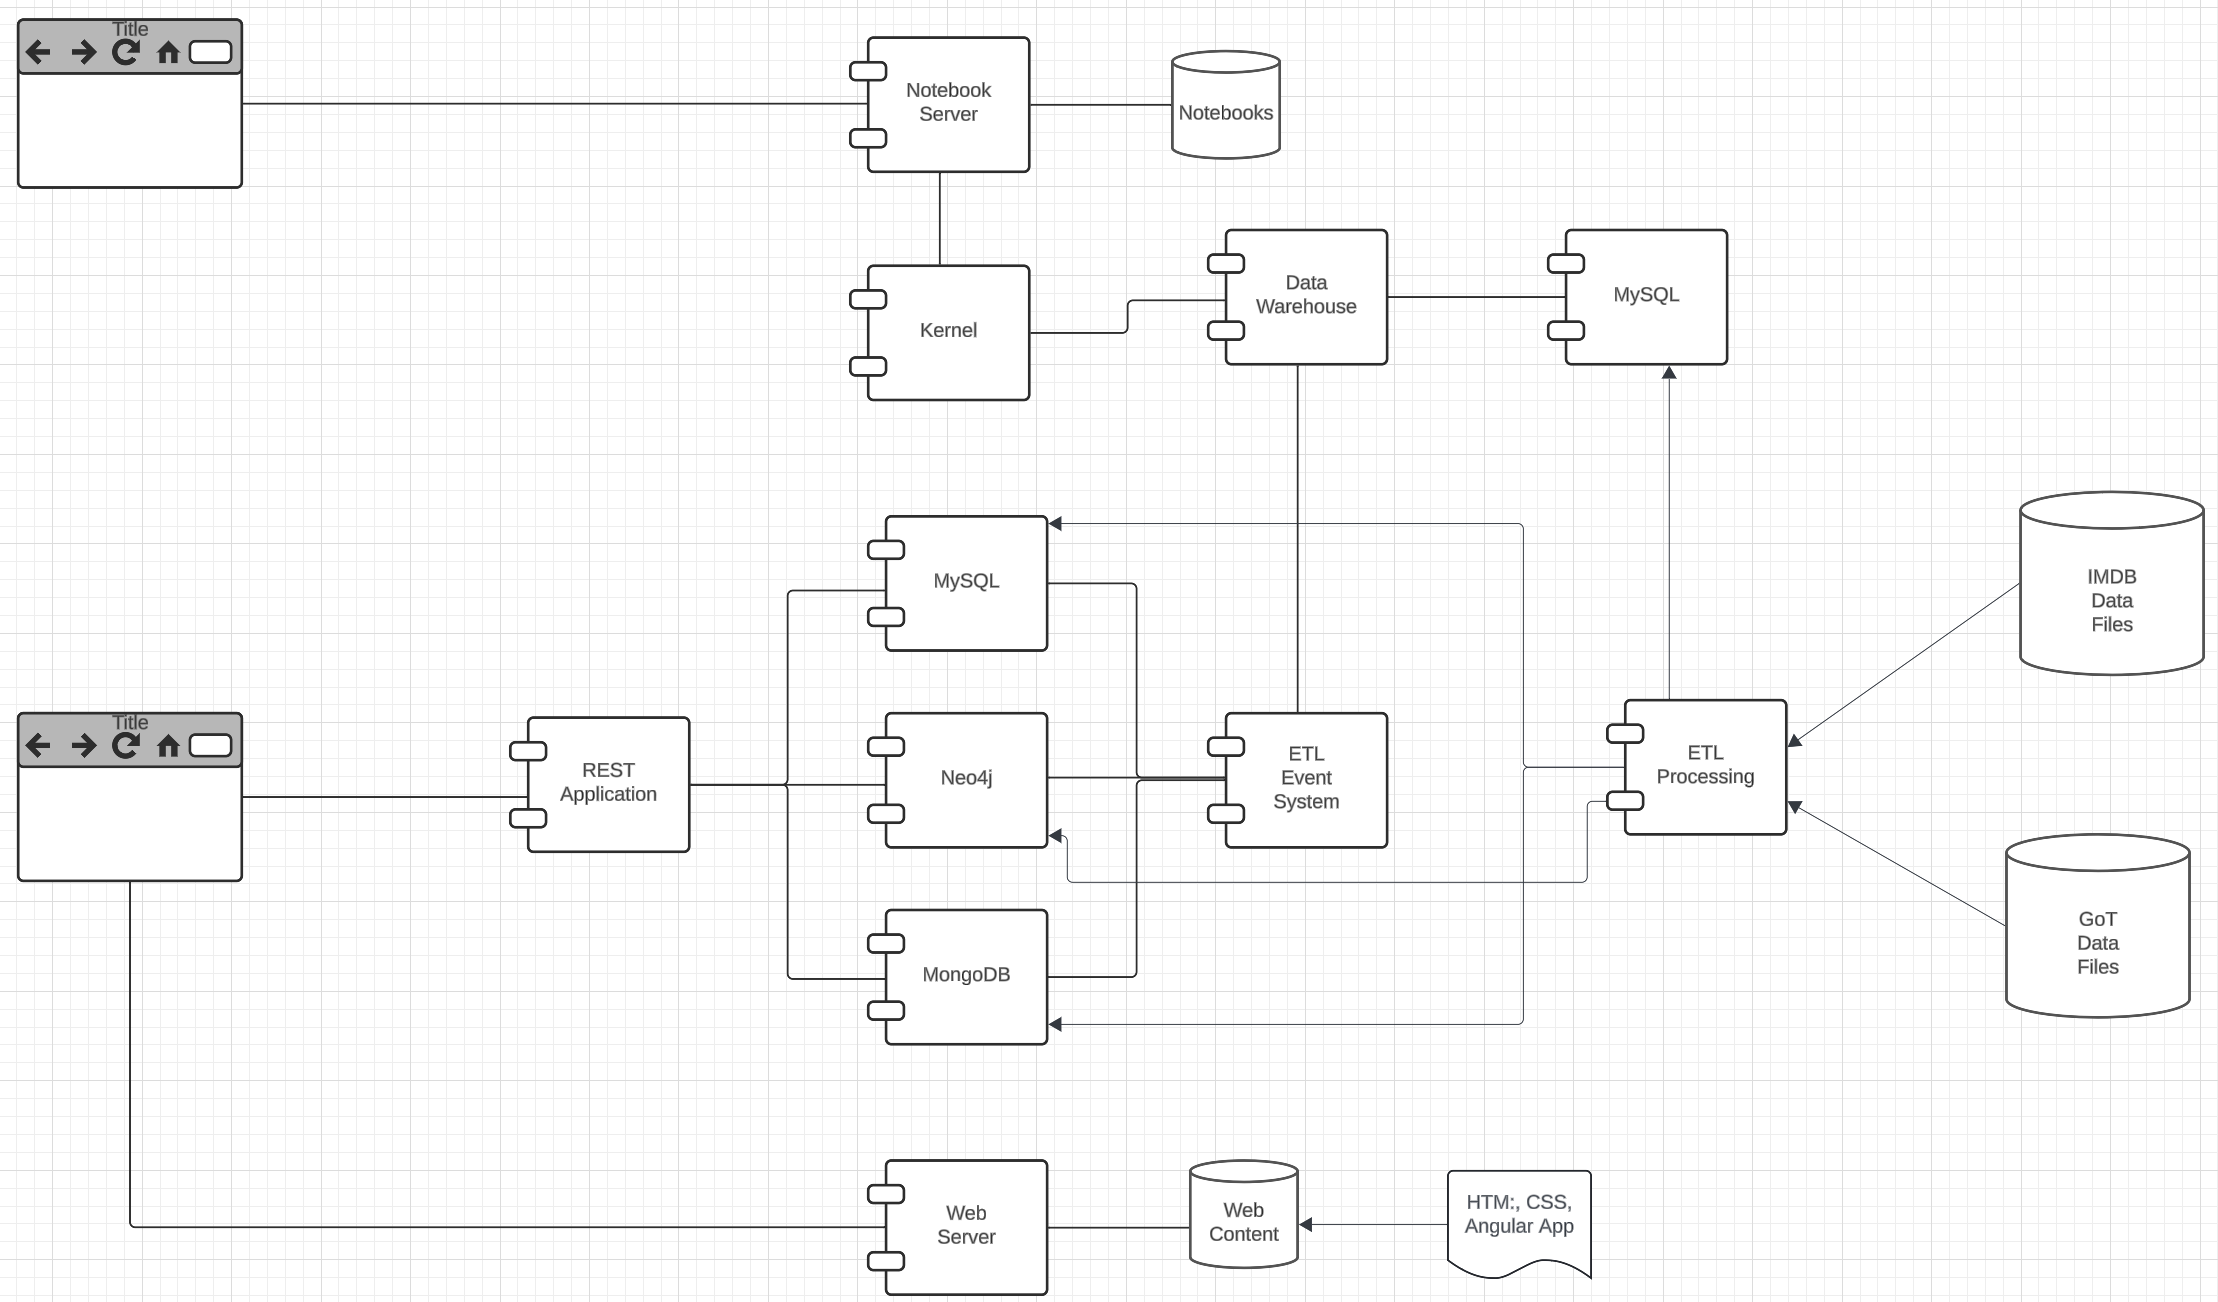 Title
Notebook
Server
Notebooks
Data
Warehouse
MySQL
Kernel
MySQL
IMDB
Data
Files
Title
REST
Application
Neo4j
ETL
Event
System
ETL
Processing
MongoDB
GoT
Data
Files
Web
Server
Web
Content
HTM:, CSS,
Angular App